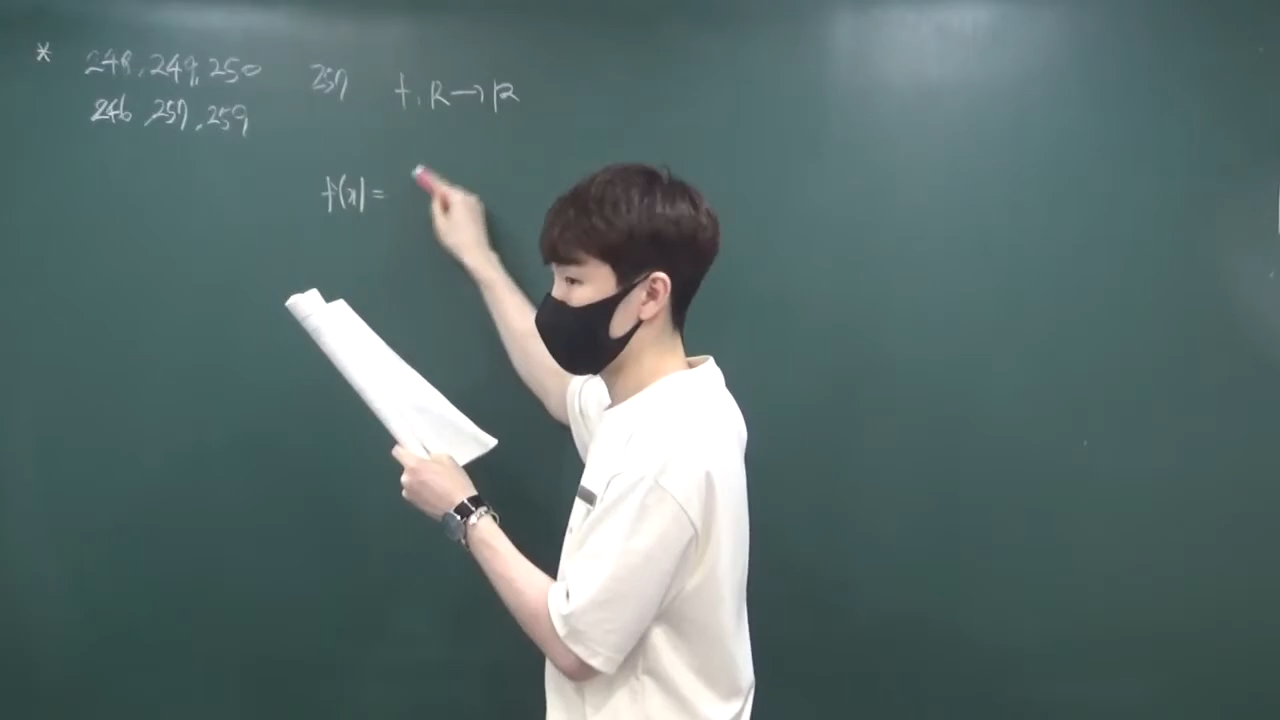 * 248, 249, 250
246, 257, 259
257 f, R → R
f(x) =